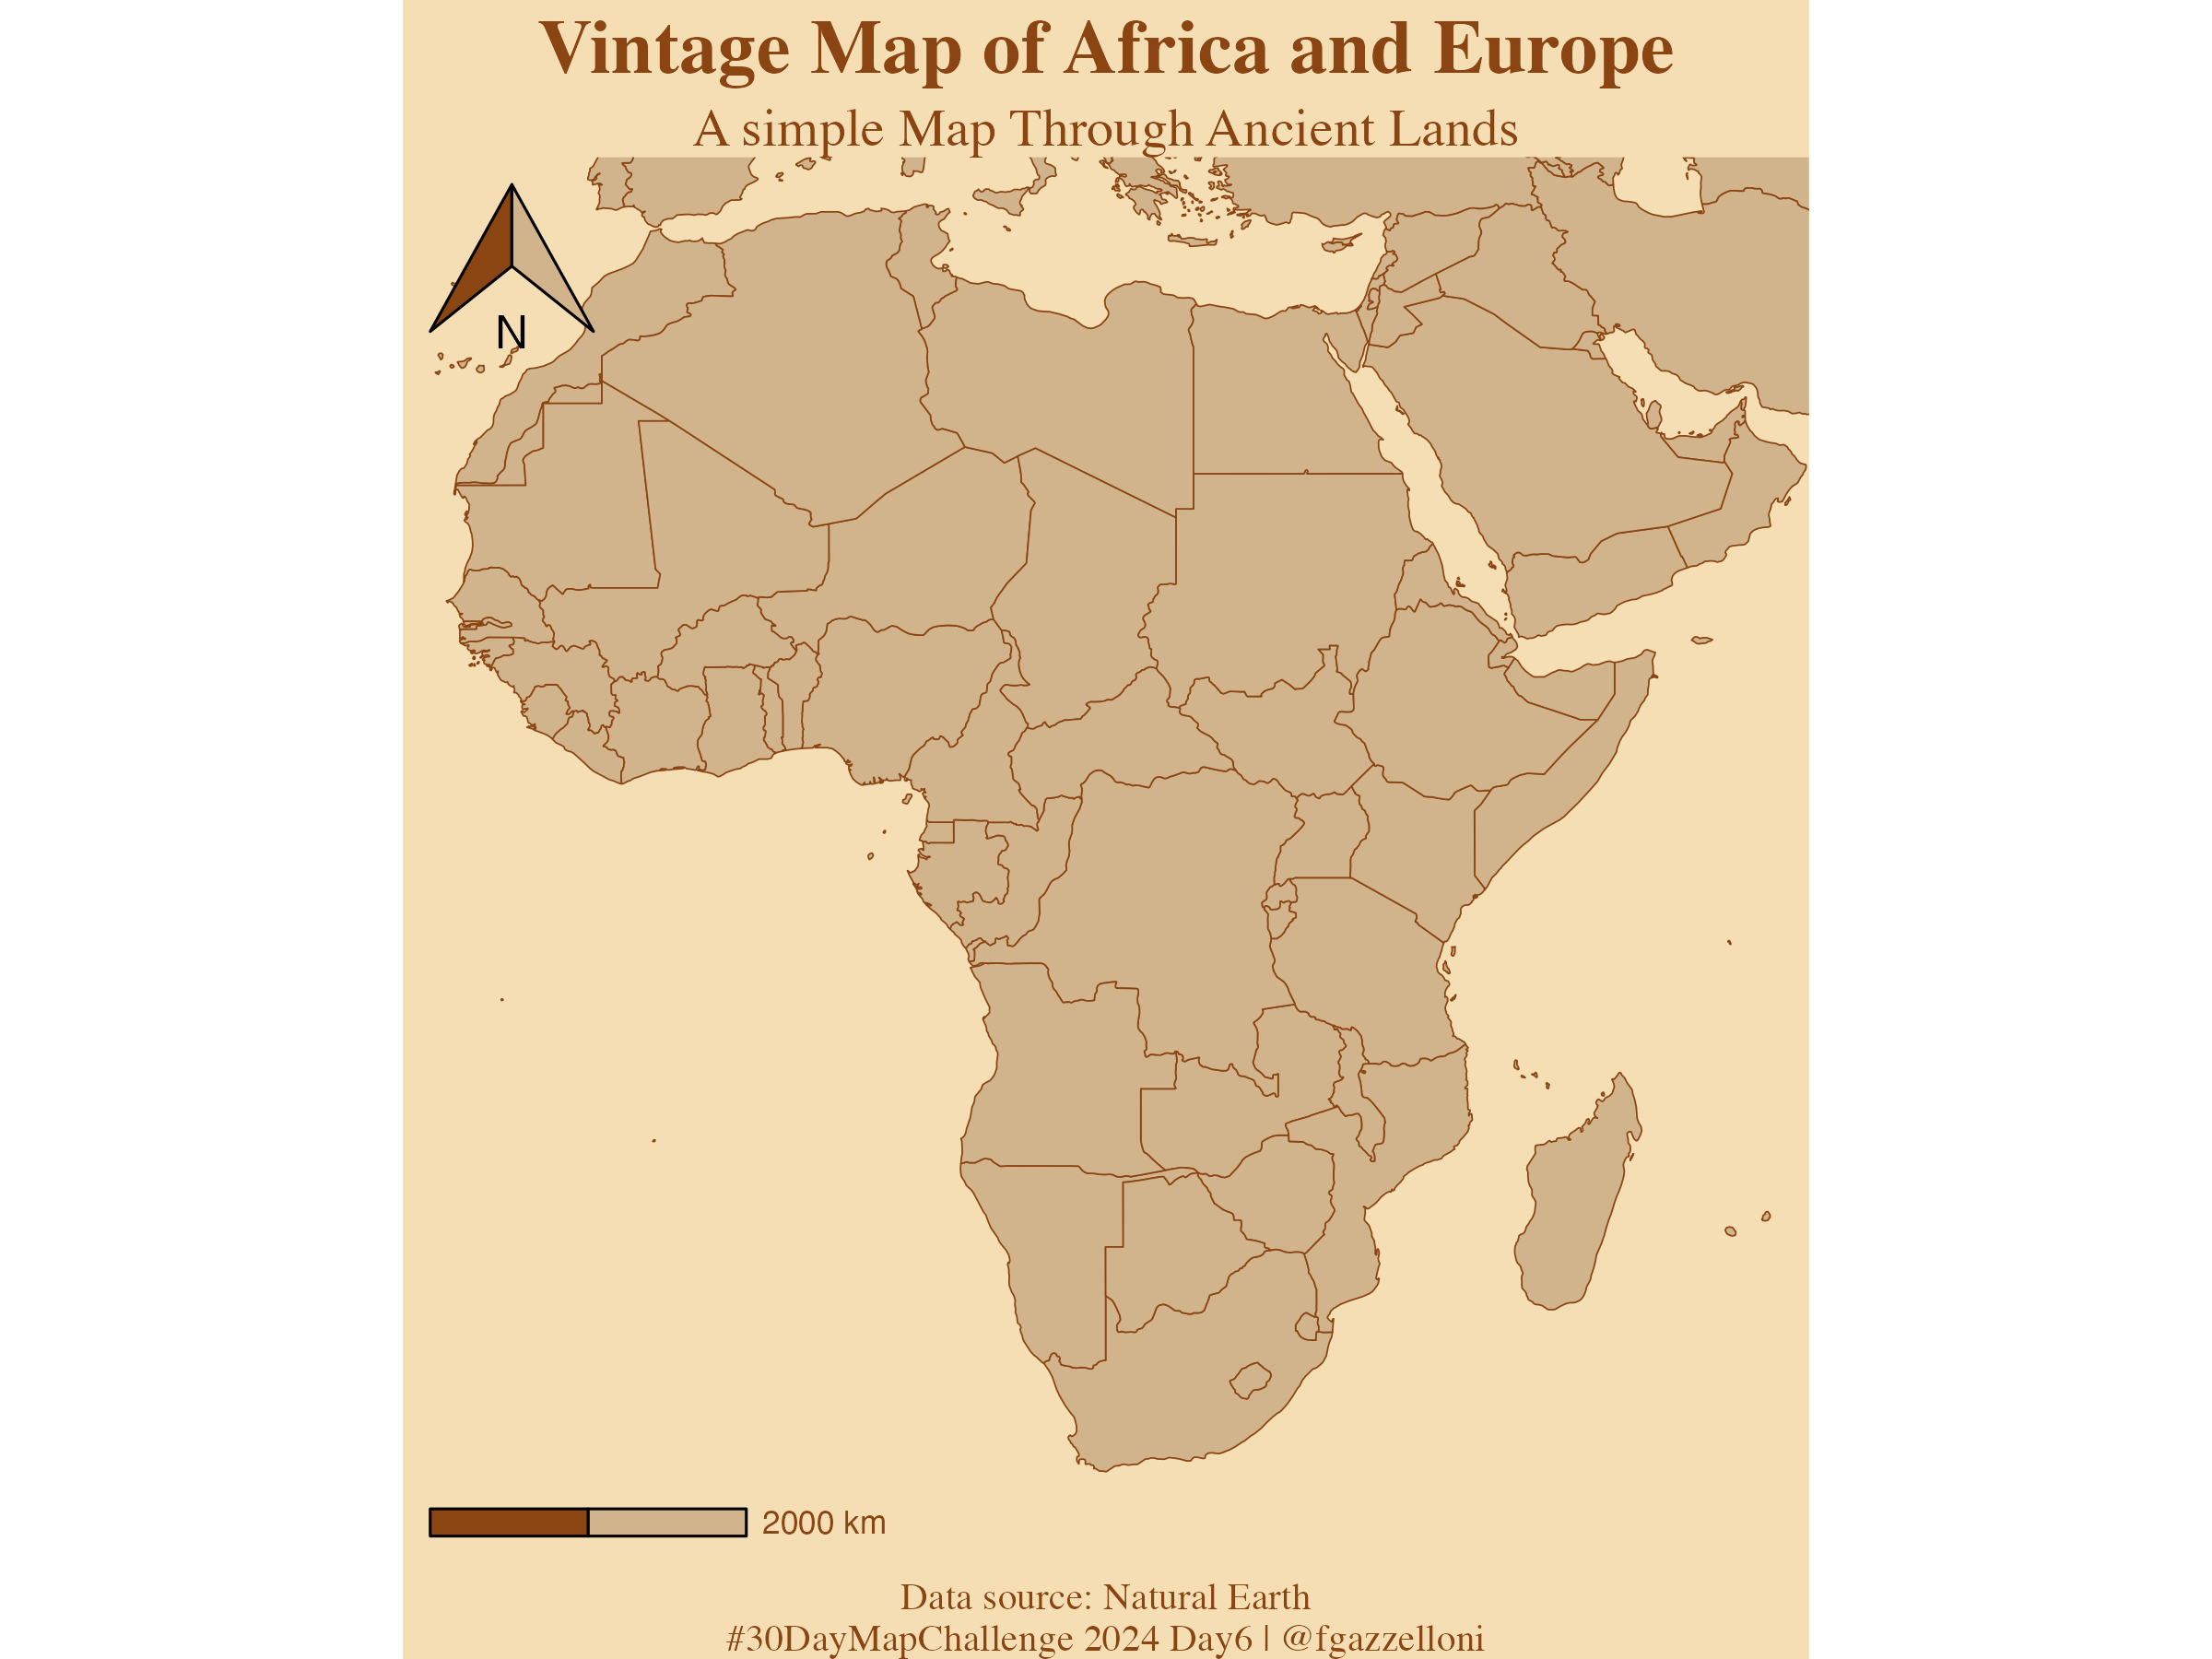 Vintage Map of Africa and Europe
A simple Map Through Ancient Lands
N
2000 km
Data source: Natural Earth
#30DayMapChallenge 2024 Day6 | @fgazzelloni